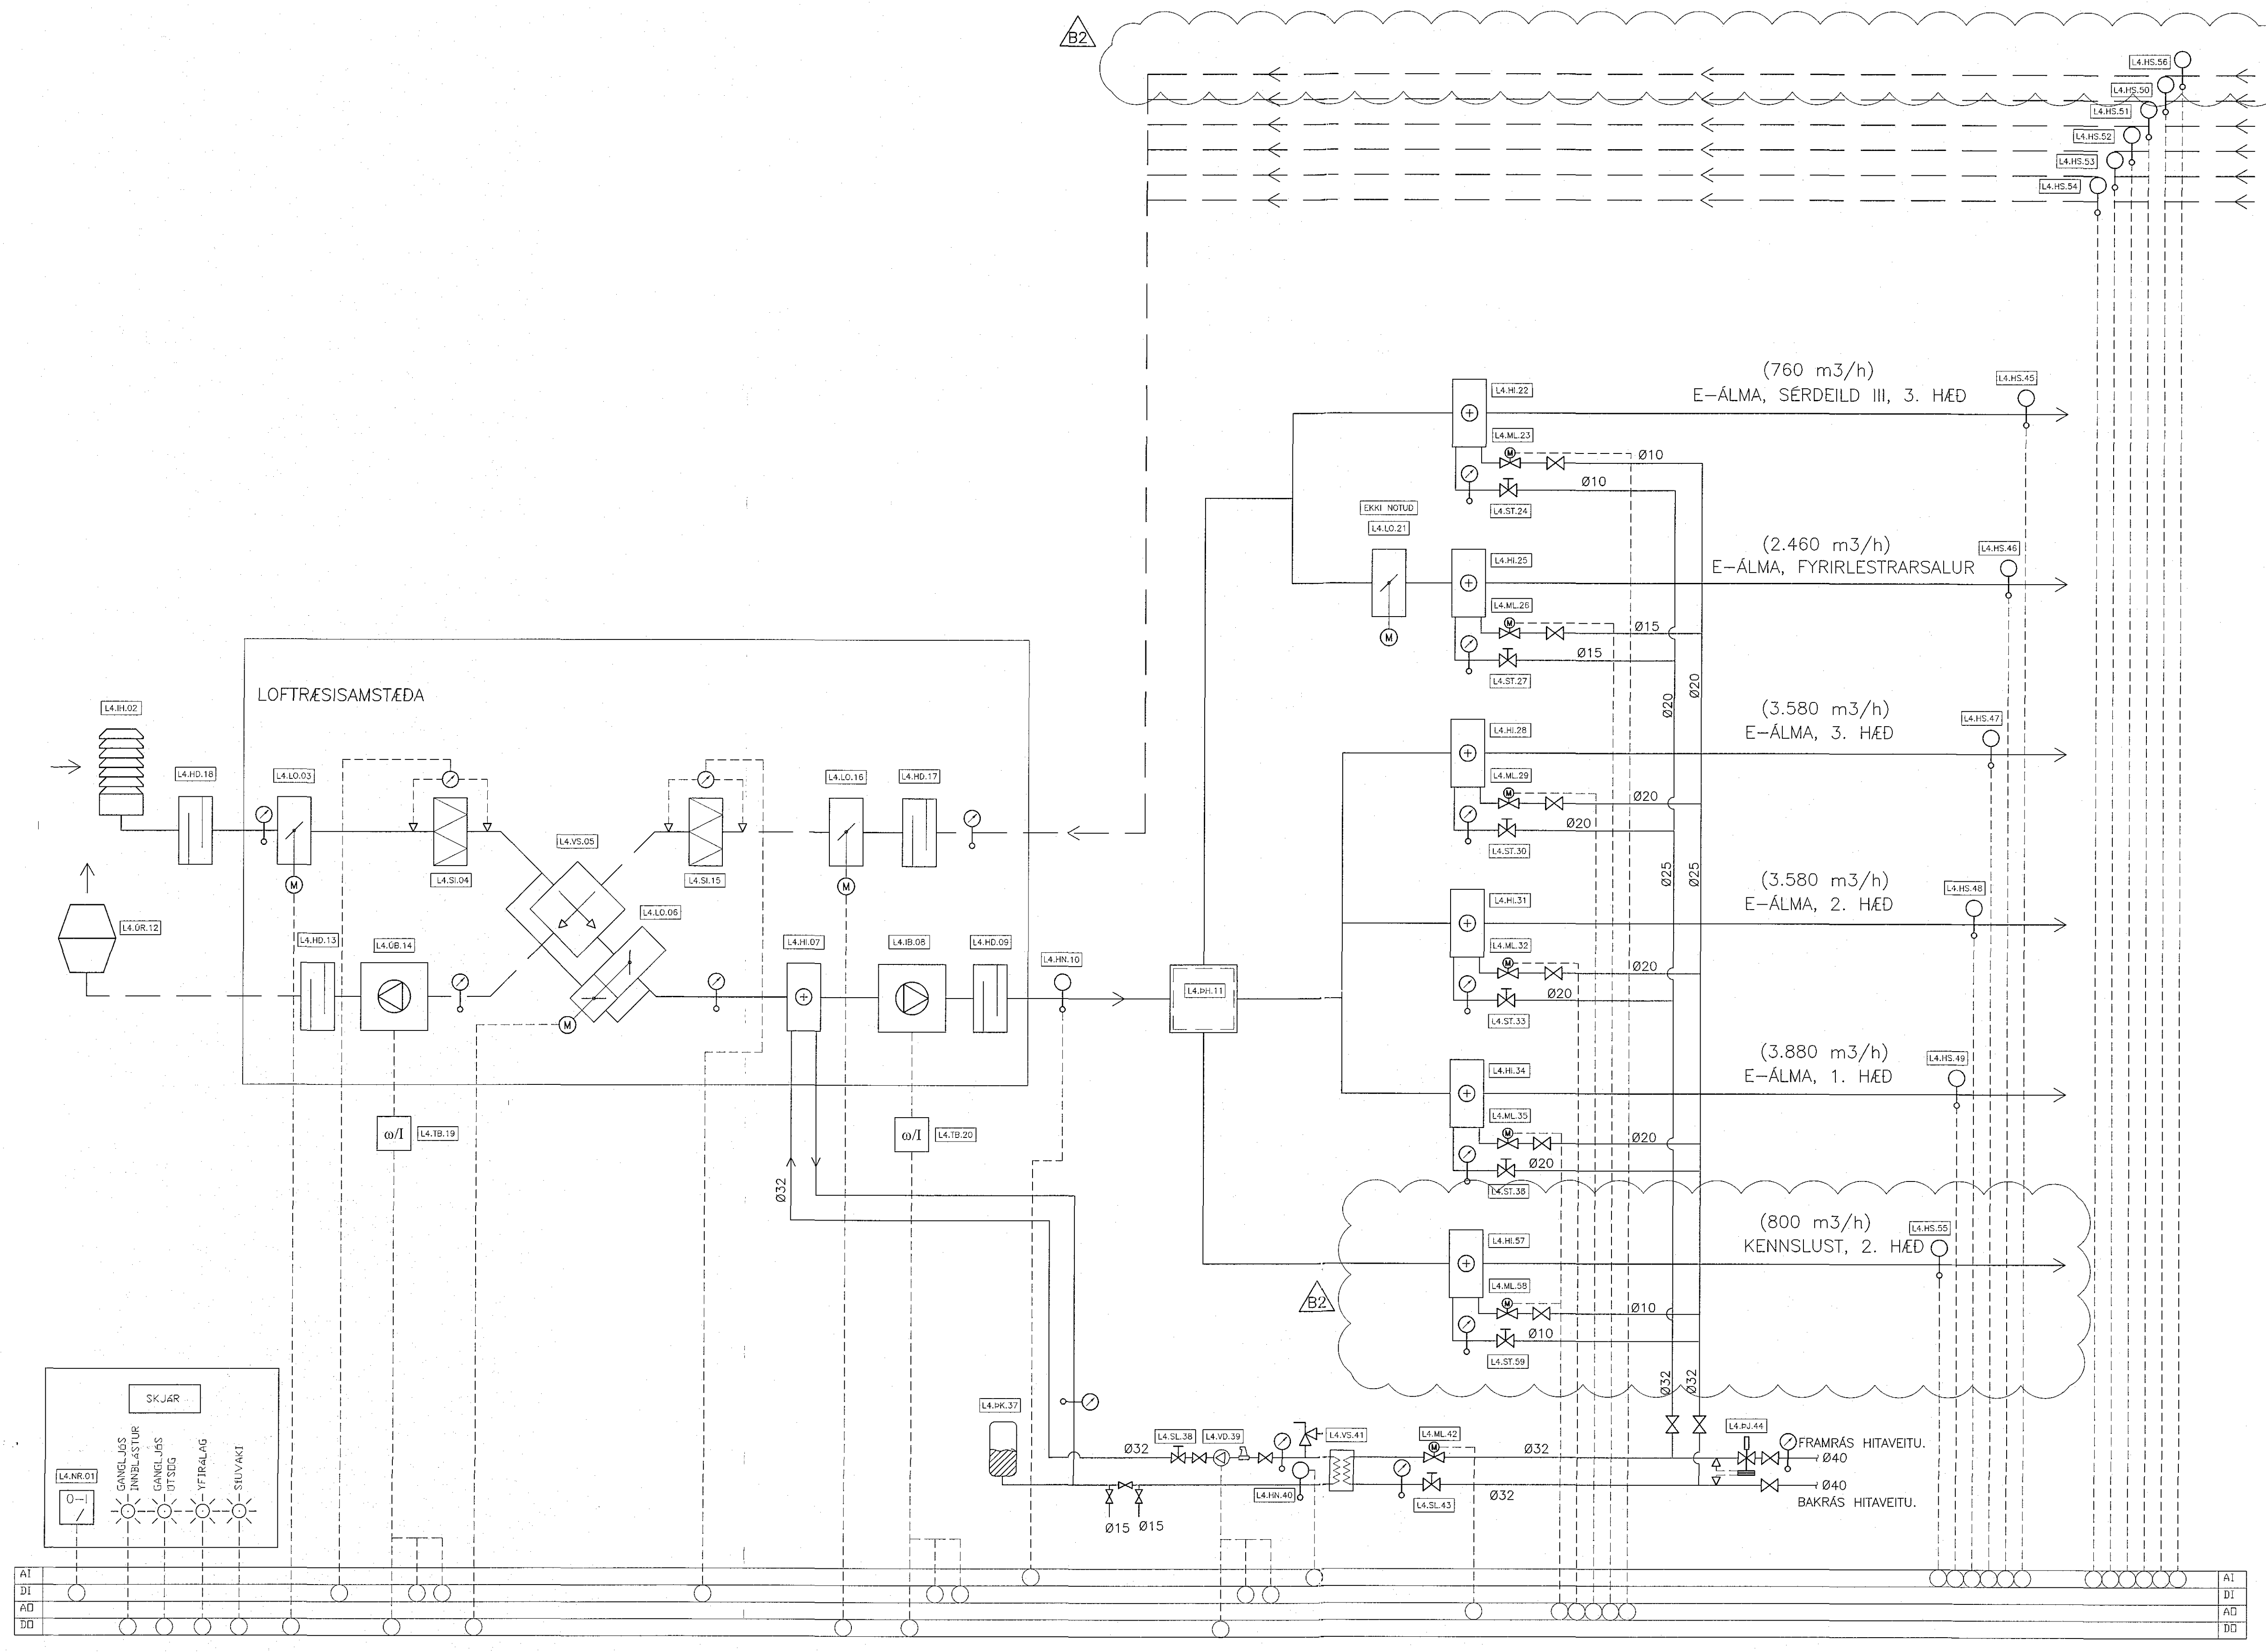 B2
L4.HS.56
L4.HS.50
L4.HS.51
L4.HS.52
L4.HS.53
L4.HS.54
(760 m3/h)
E-ÁLMA, SÉRDEILD III, 3. HÆÐ
L4.HS.45
L4.HI.22
L4.ML.23
M
Ø10
Ø10
L4.ST.24
EKKI NOTUÐ
L4.LO.21
M
(2.460 m3/h)
E-ÁLMA, FYRIRLESTRARSALUR
L4.HS.46
L4.HI.25
L4.ML.26
M
Ø15
Ø15
L4.ST.27
Ø20
Ø20
(3.580 m3/h)
E-ÁLMA, 3. HÆÐ
L4.HS.47
L4.HI.28
L4.ML.29
M
Ø20
Ø20
L4.ST.30
Ø25
Ø25
(3.580 m3/h)
E-ÁLMA, 2. HÆÐ
L4.HS.48
L4.HI.31
L4.ML.32
M
Ø20
Ø20
L4.ST.33
(3.880 m3/h)
E-ÁLMA, 1. HÆÐ
L4.HS.49
L4.HI.34
L4.ML.35
M
Ø20
Ø20
L4.ST.36
(800 m3/h)
KENNSLUST, 2. HÆÐ
L4.HS.55
L4.HI.57
L4.ML.58
M
Ø10
Ø10
L4.ST.59
B2
Ø32
Ø32
LOFTRÆSISAMSTÆÐA
L4.IH.02
L4.HD.18
L4.LO.03
M
L4.SI.04
L4.VS.05
L4.SI.15
L4.LO.16
M
L4.HD.17
L4.ÚR.12
L4.HD.13
L4.ÚB.14
L4.LO.06
M
L4.HI.07
L4.IB.08
L4.HD.09
L4.HN.10
L4.ÞH.11
ω/I
L4.TB.19
ω/I
L4.TB.20
Ø32
L4.ÞK.37
Ø32
L4.SL.38
L4.VD.39
L4.VS.41
L4.HN.40
L4.ML.42
M
Ø32
L4.SL.43
Ø32
L4.ÞJ.44
FRAMRÁS HITAVEITU.
Ø40
Ø40
BAKRÁS HITAVEITU.
Ø15
Ø15
SKJÁR
L4.NR.01
0-I
GANGLJÓS
INNBLÁSTUR
GANGLJÓS
ÚTSOG
YFIRÁLAG
SÍUVAKI
AI
DI
AO
DO
AI
DI
AO
DO